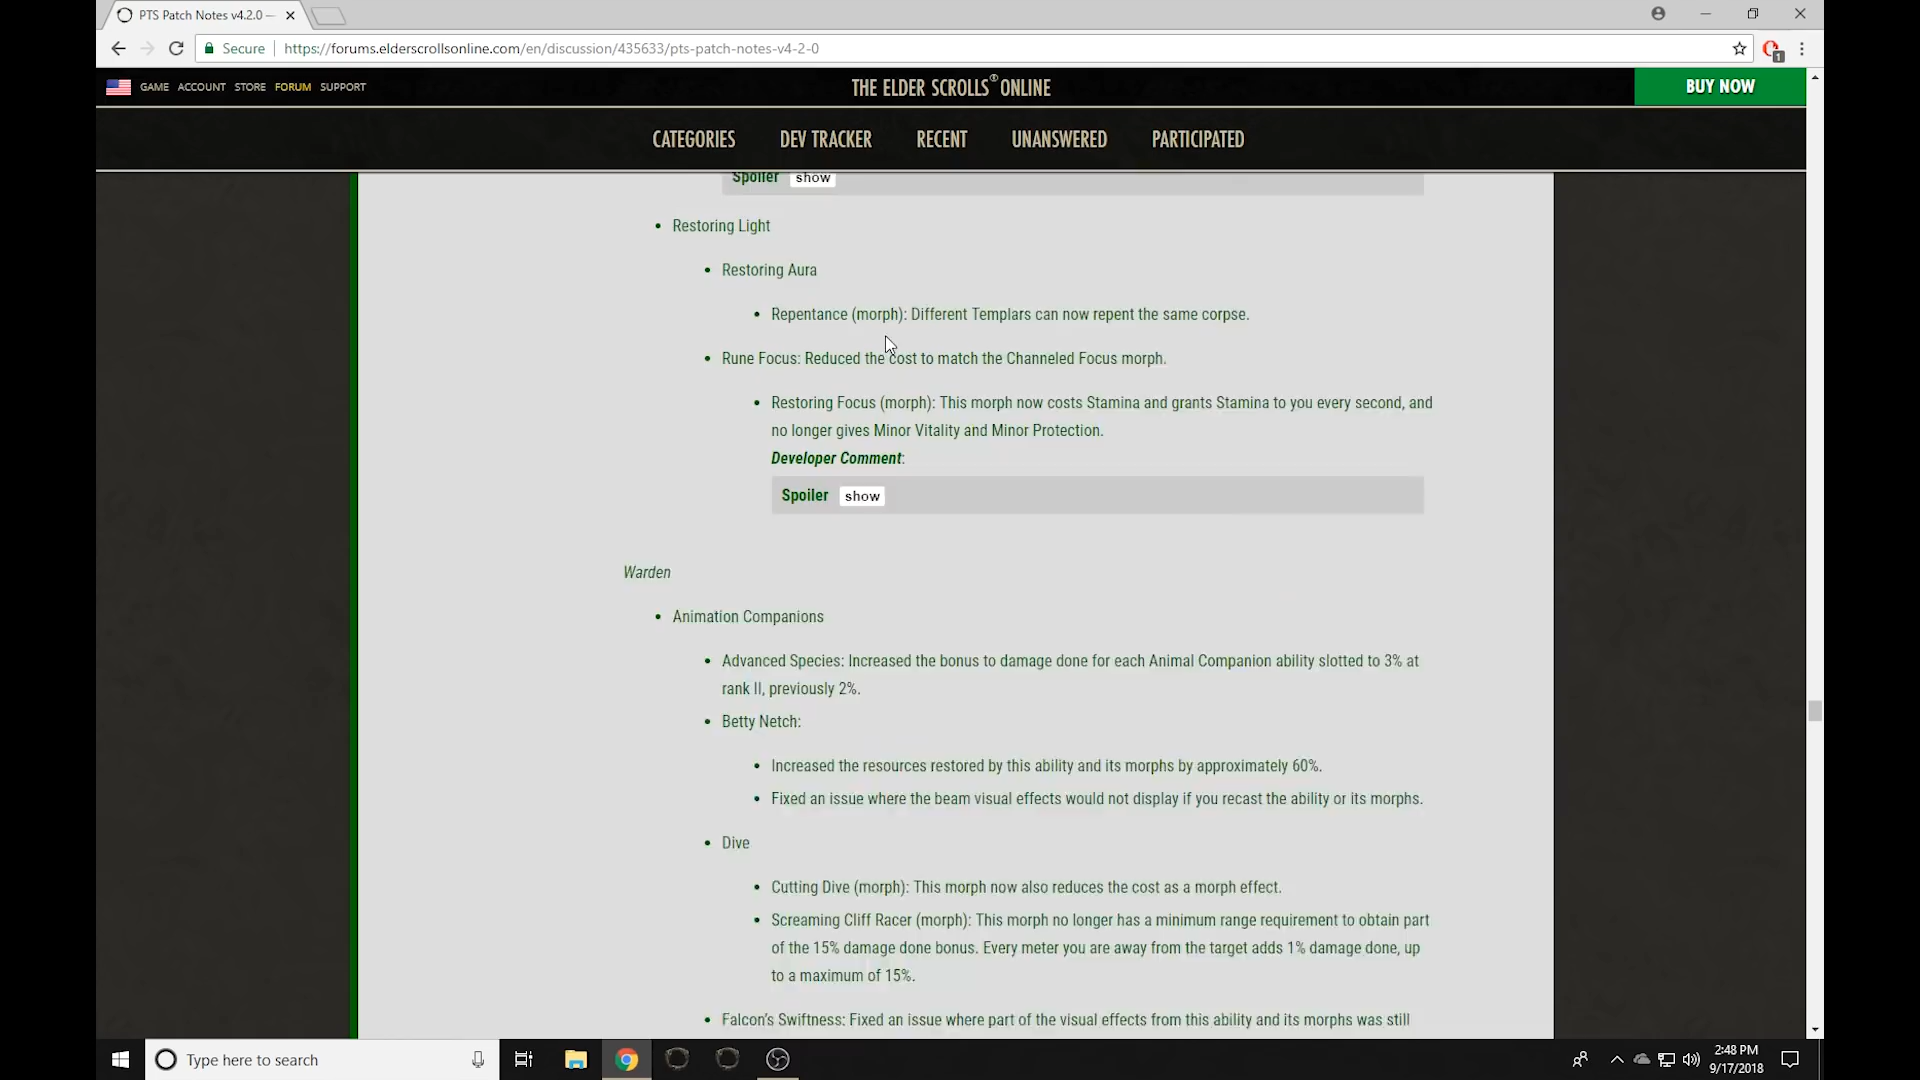 PTS Patch Notes v4.2.0 —
Secure
https://forums.elderscrollsonline.com/en/discussion/435633/pts-patch-notes-v4-2-0
1
GAME ACCOUNT STORE FORUM SUPPORT
THE ELDER SCROLLS® ONLINE
BUY NOW
CATEGORIES DEV TRACKER RECENT UNANSWERED PARTICIPATED
Spoiler show
• Restoring Light
• Restoring Aura
• Repentance (morph): Different Templars can now repent the same corpse.
• Rune Focus: Reduced the cost to match the Channeled Focus morph.
• Restoring Focus (morph): This morph now costs Stamina and grants Stamina to you every second, and
no longer gives Minor Vitality and Minor Protection.
Developer Comment:
Spoiler show
Warden
• Animation Companions
• Advanced Species: Increased the bonus to damage done for each Animal Companion ability slotted to 3% at
rank II, previously 2%.
• Betty Netch:
• Increased the resources restored by this ability and its morphs by approximately 60%.
• Fixed an issue where the beam visual effects would not display if you recast the ability or its morphs.
• Dive
• Cutting Dive (morph): This morph now also reduces the cost as a morph effect.
• Screaming Cliff Racer (morph): This morph no longer has a minimum range requirement to obtain part
of the 15% damage done bonus. Every meter you are away from the target adds 1% damage done, up
to a maximum of 15%.
• Falcon's Swiftness: Fixed an issue where part of the visual effects from this ability and its morphs was still
Type here to search
2:48 PM
9/17/2018